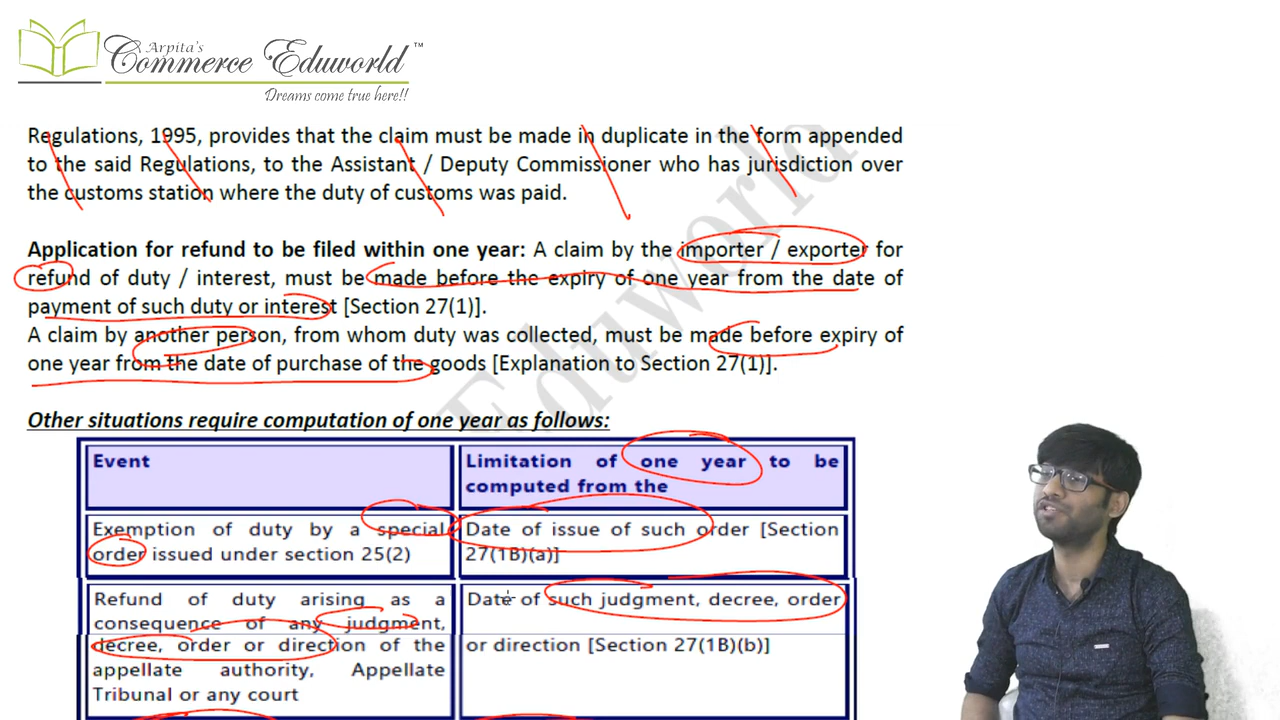 Arpita's
Commerce Eduworld ™
Dreams come true here!!
Regulations, 1995, provides that the claim must be made in duplicate in the form appended
to the said Regulations, to the Assistant / Deputy Commissioner who has jurisdiction over
the customs station where the duty of customs was paid.
Application for refund to be filed within one year: A claim by the importer / exporter for
refund of duty / interest, must be made before the expiry of one year from the date of
payment of such duty or interest [Section 27(1)].
A claim by another person, from whom duty was collected, must be made before expiry of
one year from the date of purchase of the goods [Explanation to Section 27(1)].
Other situations require computation of one year as follows:
Event
Limitation of one year to be
computed from the
Exemption of duty by a special
order issued under section 25(2)
Date of issue of such order [Section
27(1B)(a)]
Refund of duty arising as a
consequence of any judgment,
decree, order or direction of the
appellate authority, Appellate
Tribunal or any court
Date of such judgment, decree, order
or direction [Section 27(1B)(b)]
Eduworld